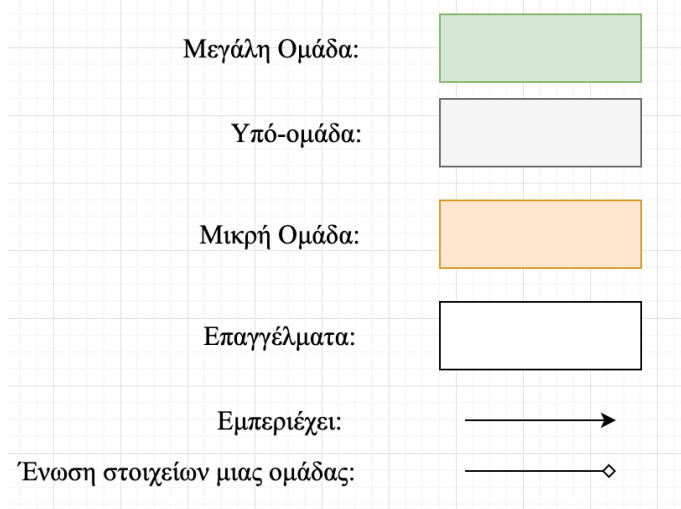 Μεγάλη Ομάδα:
Υπό-ομάδα:
Μικρή Ομάδα:
Επαγγέλματα:
Εμπεριέχει:
Ένωση στοιχείων μιας ομάδας: